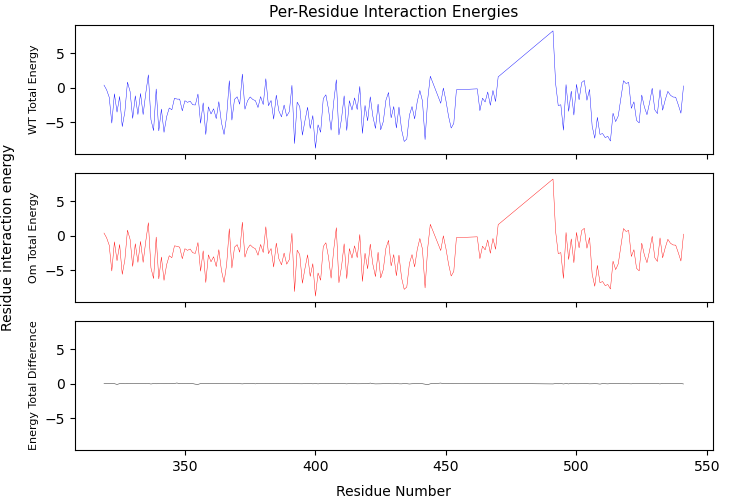 Per-Residue Interaction Energies
Residue interaction energy
WT Total Energy
5
0
−5
Om Total Energy
5
0
−5
Energy Total Difference
5
0
−5
350
400
450
500
550
Residue Number